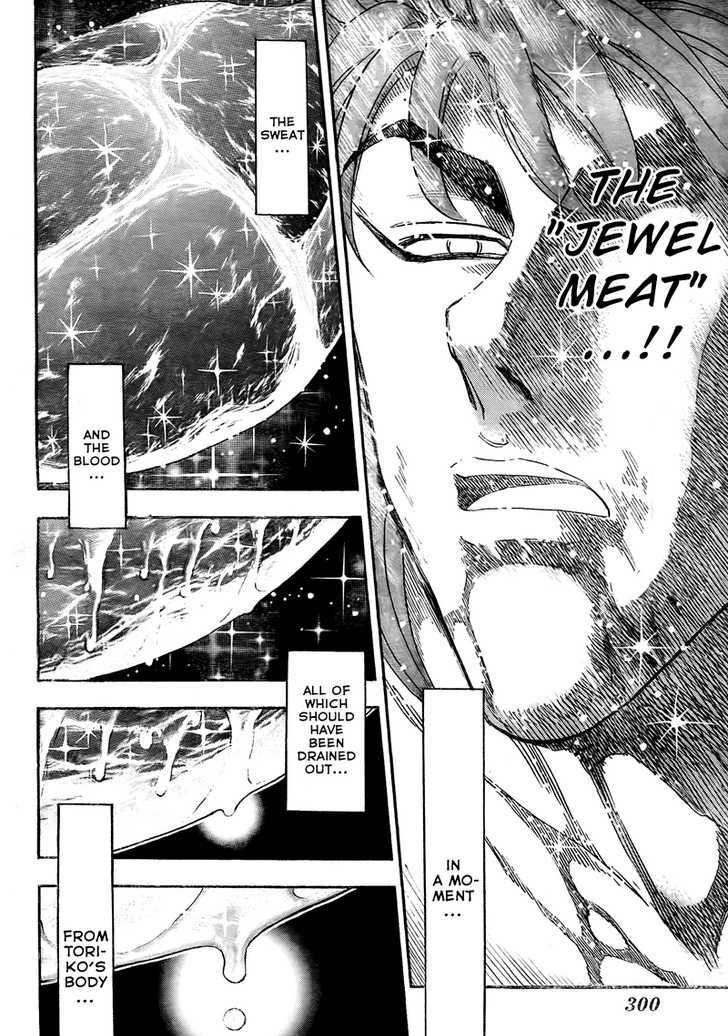 THE
"JEWEL
MEAT"
...!!
IN
A MO-
MENT
...
THE
SWEAT
...
AND
THE
BLOOD
...
ALL OF
WHICH
SHOULD
HAVE
BEEN
DRAINED
OUT...
FROM
TORI-
KO'S
BODY
...
300